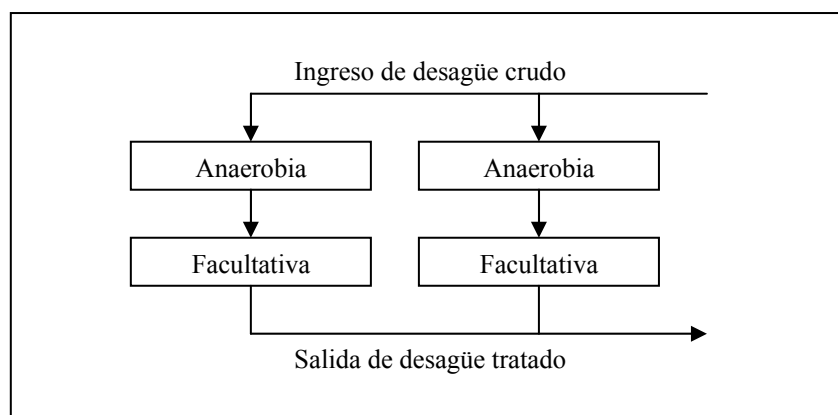 Ingreso de desagüe crudo
Anaerobia
Anaerobia
Facultativa
Facultativa
Salida de desagüe tratado